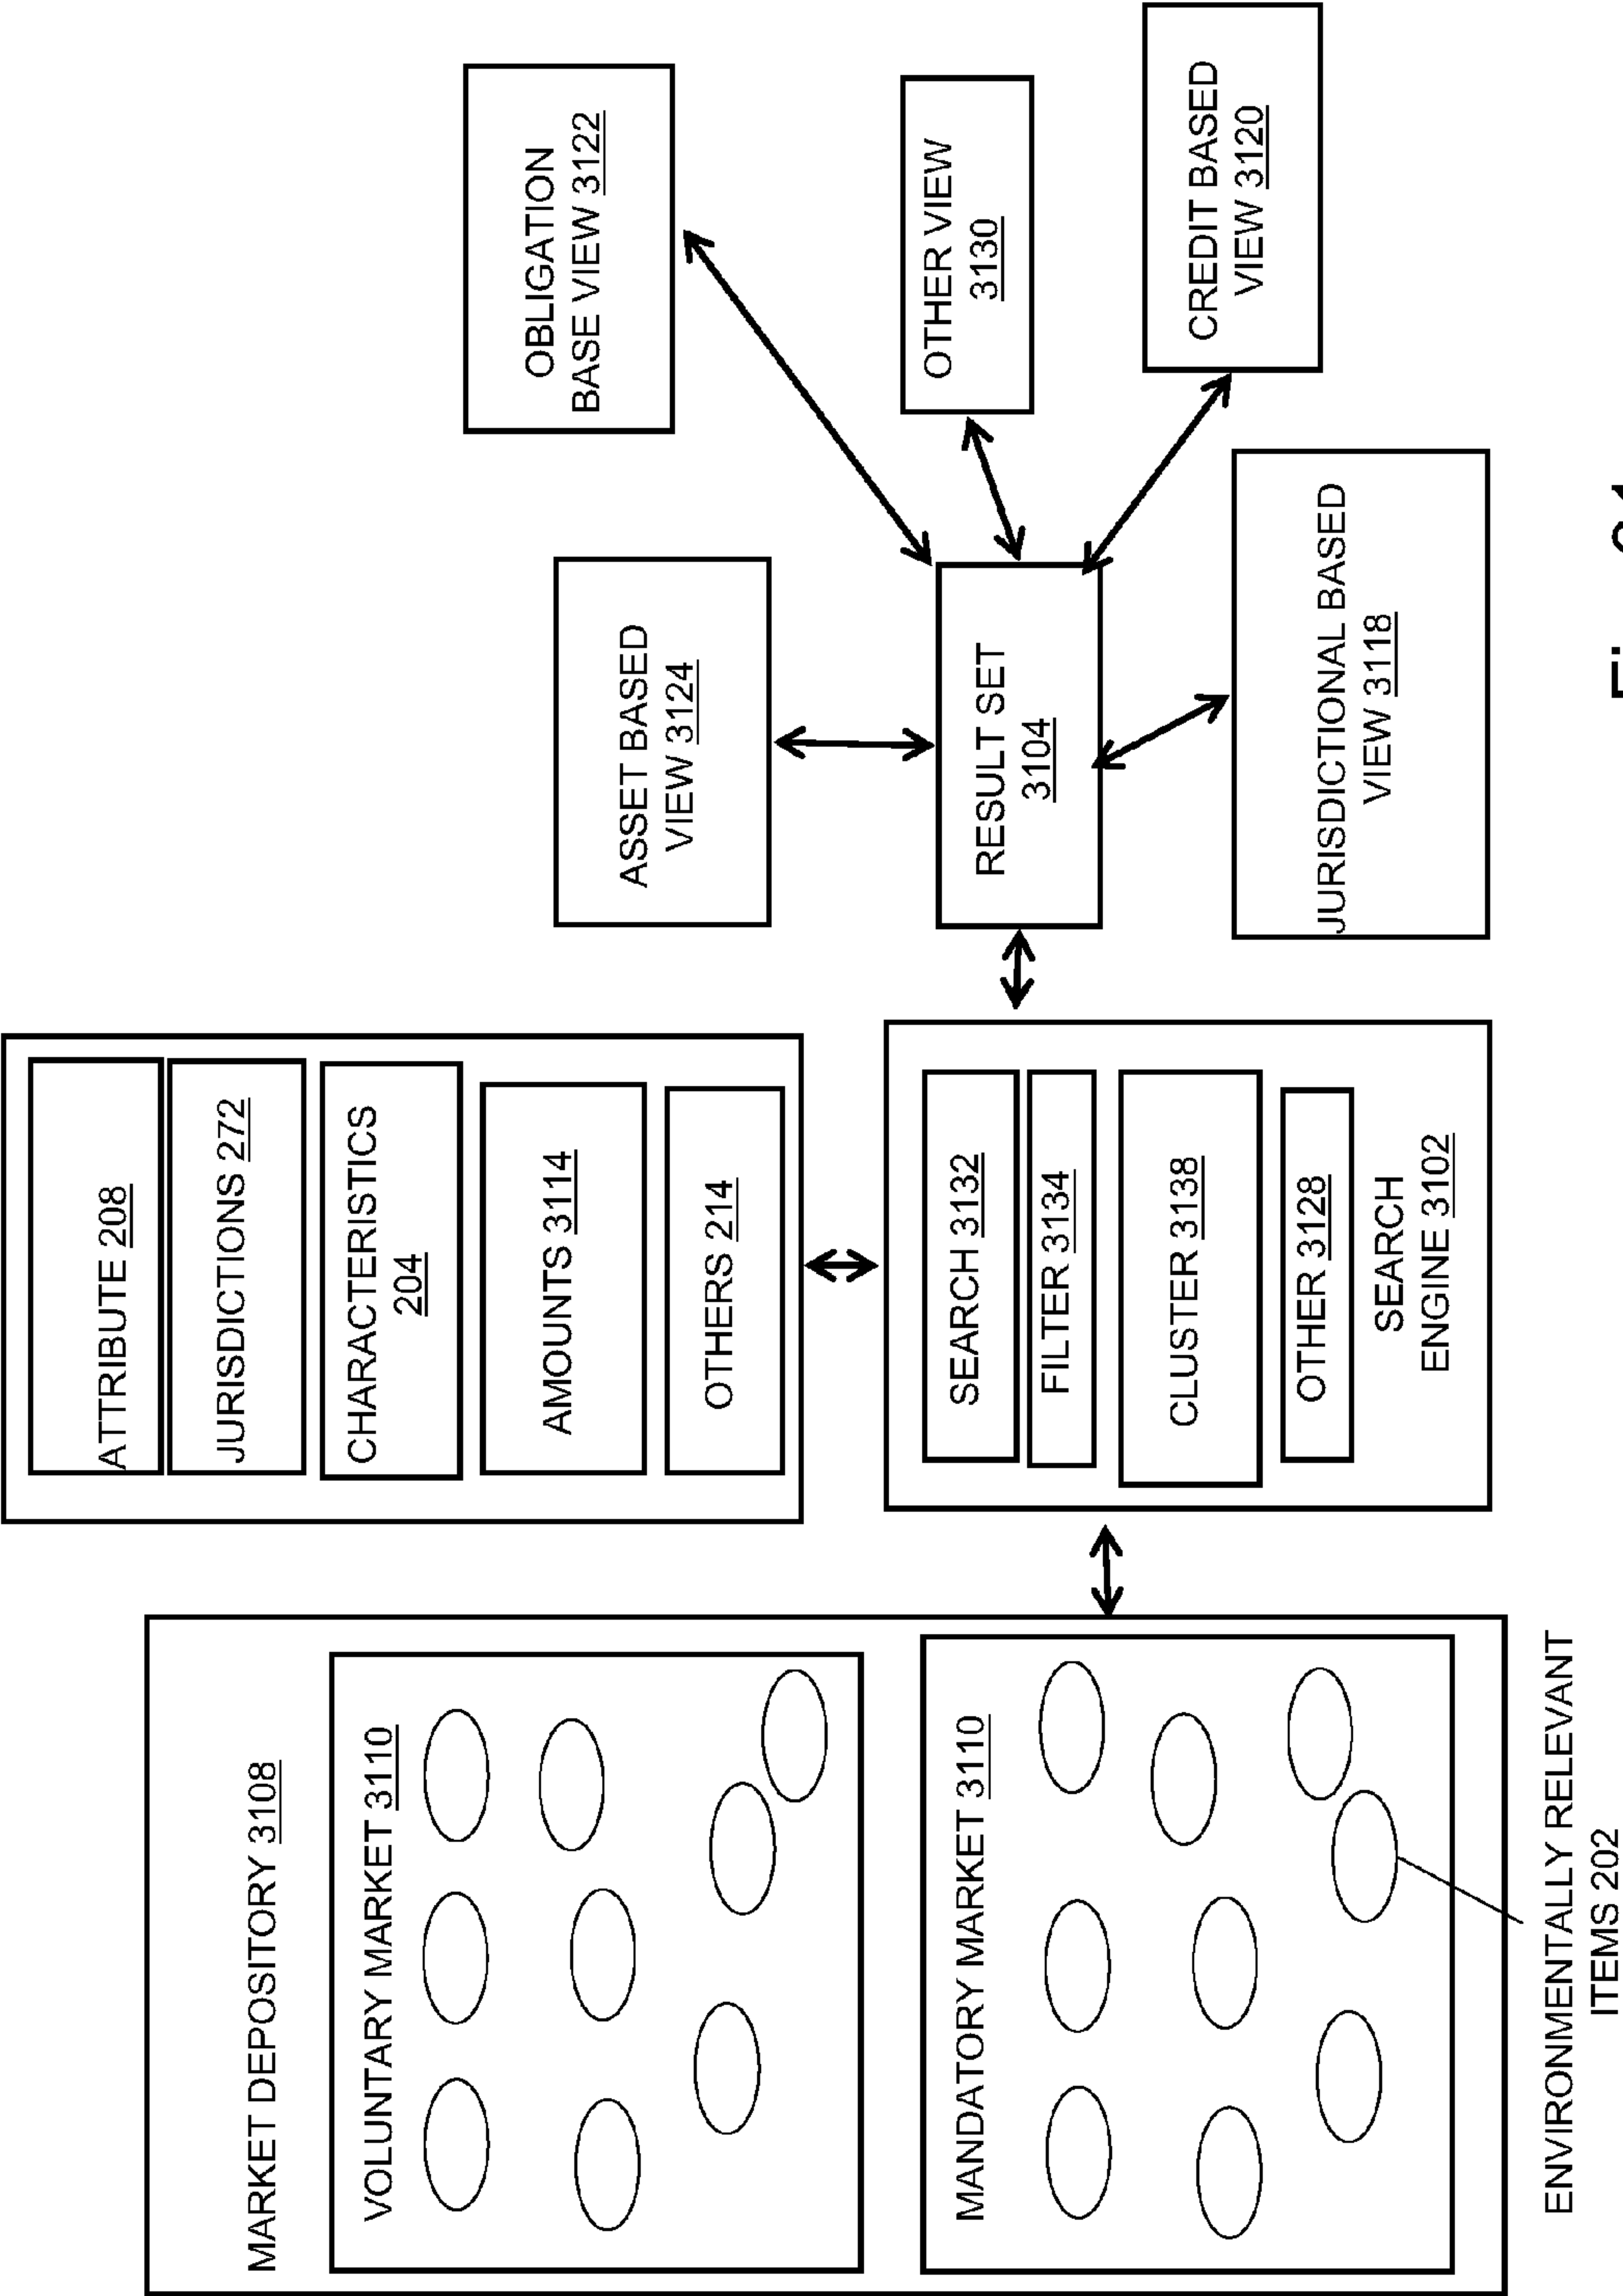 MARKET DEPOSITORY 3108
VOLUNTARY MARKET 3110
MANDATORY MARKET 3110
ENVIRONMENTALLY RELEVANT
ITEMS 202
ATTRIBUTE 208
JURISDICTIONS 272
CHARACTERISTICS
204
AMOUNTS 3114
OTHERS 214
SEARCH 3132
FILTER 3134
CLUSTER 3138
OTHER 3128
SEARCH
ENGINE 3102
ASSET BASED
VIEW 3124
RESULT SET
3104
JURISDICTIONAL BASED
VIEW 3118
OBLIGATION
BASE VIEW 3122
OTHER VIEW
3130
CREDIT BASED
VIEW 3120